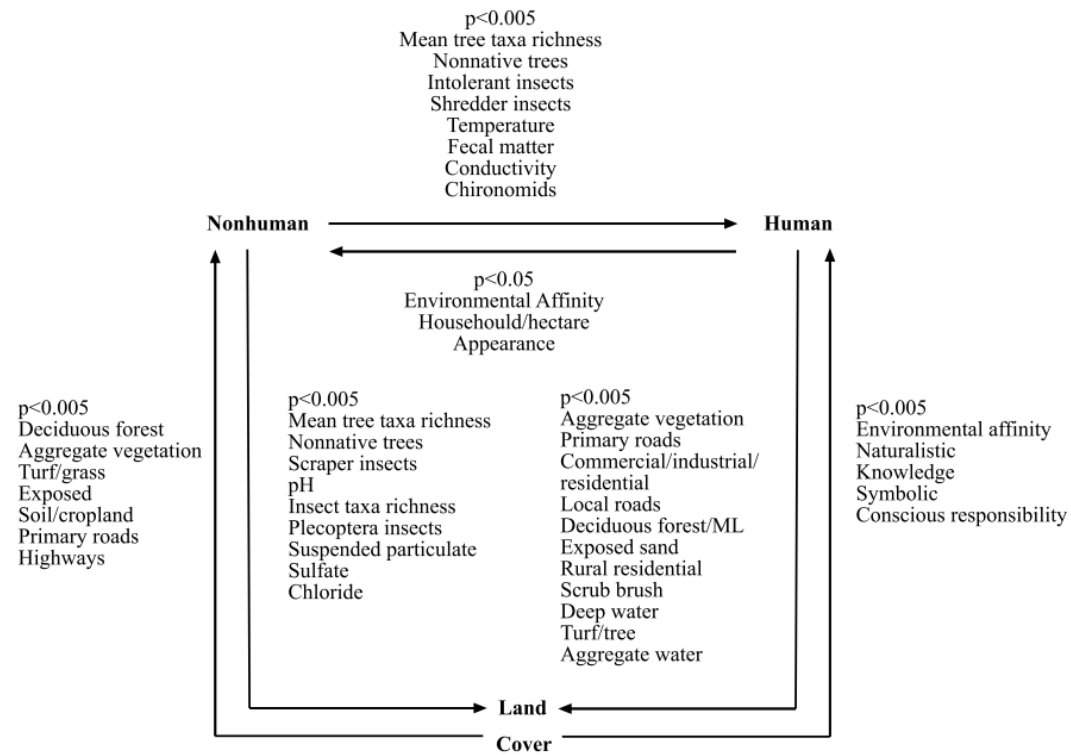 p<0.005
Mean tree taxa richness
Nonnative trees
Intolerant insects
Shredder insects
Temperature
Fecal matter
Conductivity
Chironomids
Nonhuman
Human
p<0.05
Environmental Affinity
Househould/hectare
Appearance
p<0.005
Deciduous forest
Aggregate vegetation
Turf/grass
Exposed
Soil/cropland
Primary roads
Highways
p<0.005
Mean tree taxa richness
Nonnative trees
Scraper insects
pH
Insect taxa richness
Plecoptera insects
Suspended particulate
Sulfate
Chloride
p<0.005
Aggregate vegetation
Primary roads
Commercial/industrial/
residential
Local roads
Deciduous forest/ML
Exposed sand
Rural residential
Scrub brush
Deep water
Turf/tree
Aggregate water
p<0.005
Environmental affinity
Naturalistic
Knowledge
Symbolic
Conscious responsibility
Land
Cover